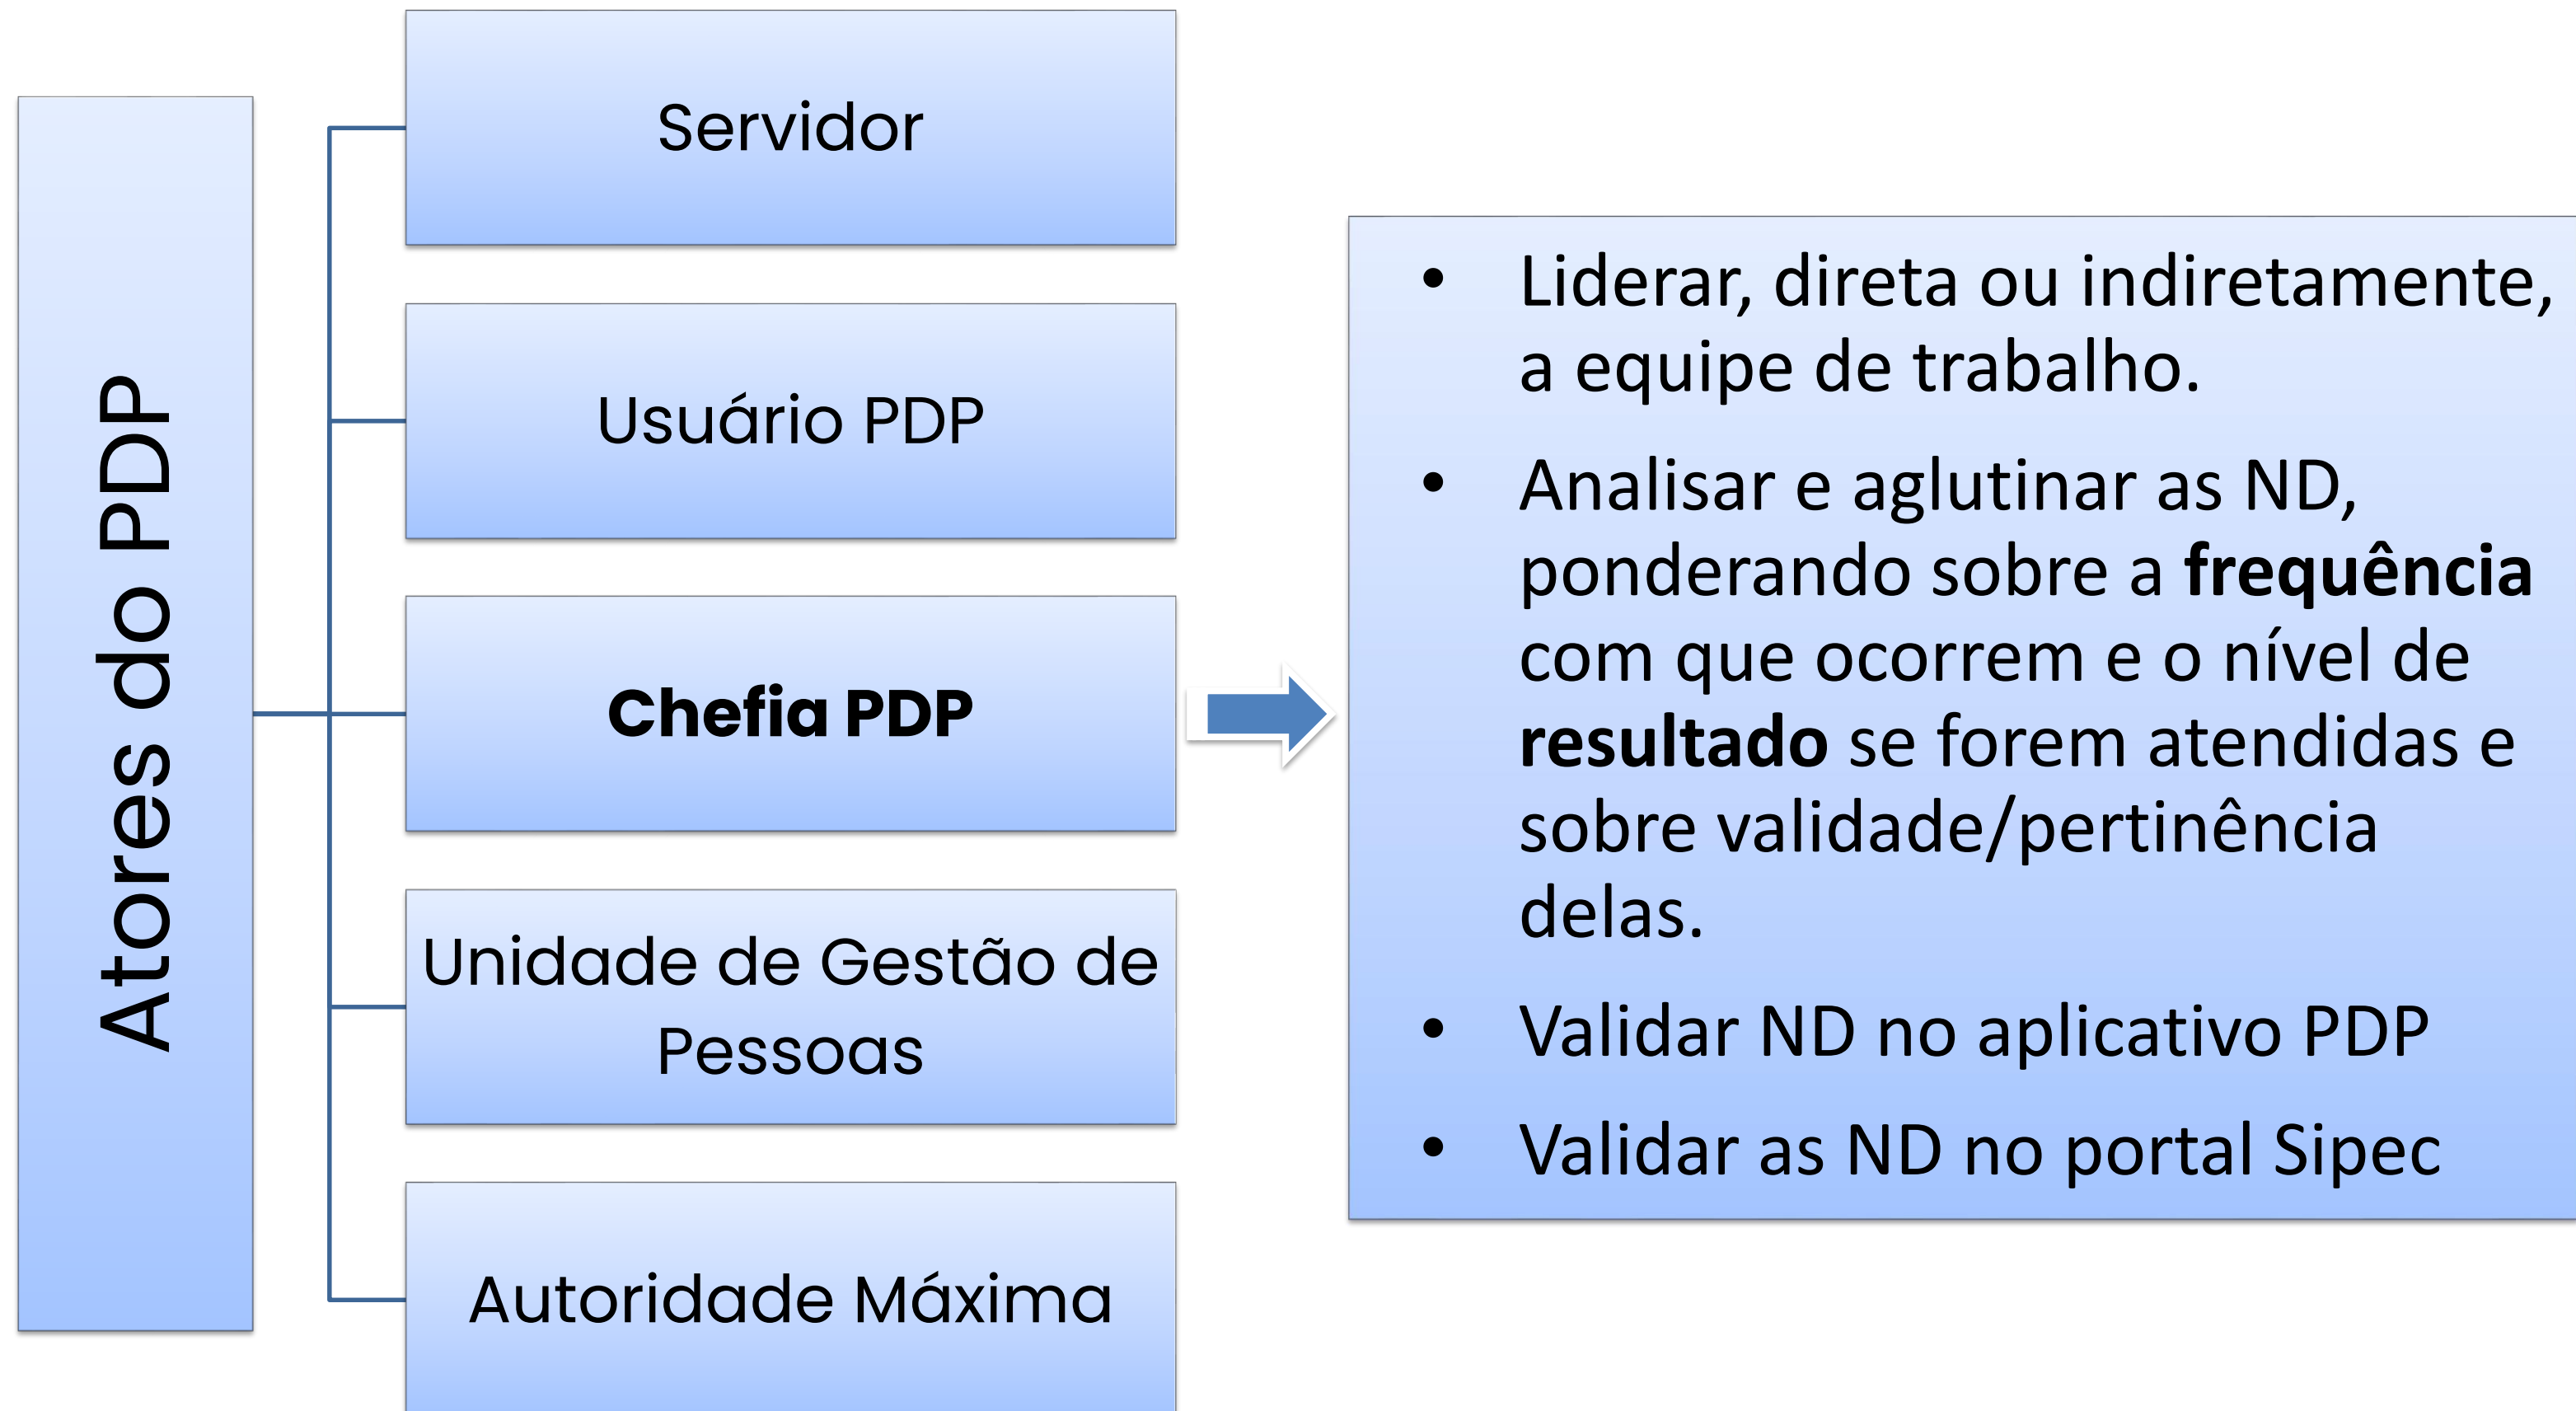 Atores do PDP
Servidor
Usuário PDP
Chefia PDP
Unidade de Gestão de
Pessoas
Autoridade Máxima
• Liderar, direta ou indiretamente,
a equipe de trabalho.
• Analisar e aglutinar as ND,
ponderando sobre a frequência
com que ocorrem e o nível de
resultado se forem atendidas e
sobre validade/pertinência
delas.
• Validar ND no aplicativo PDP
• Validar as ND no portal Sipec